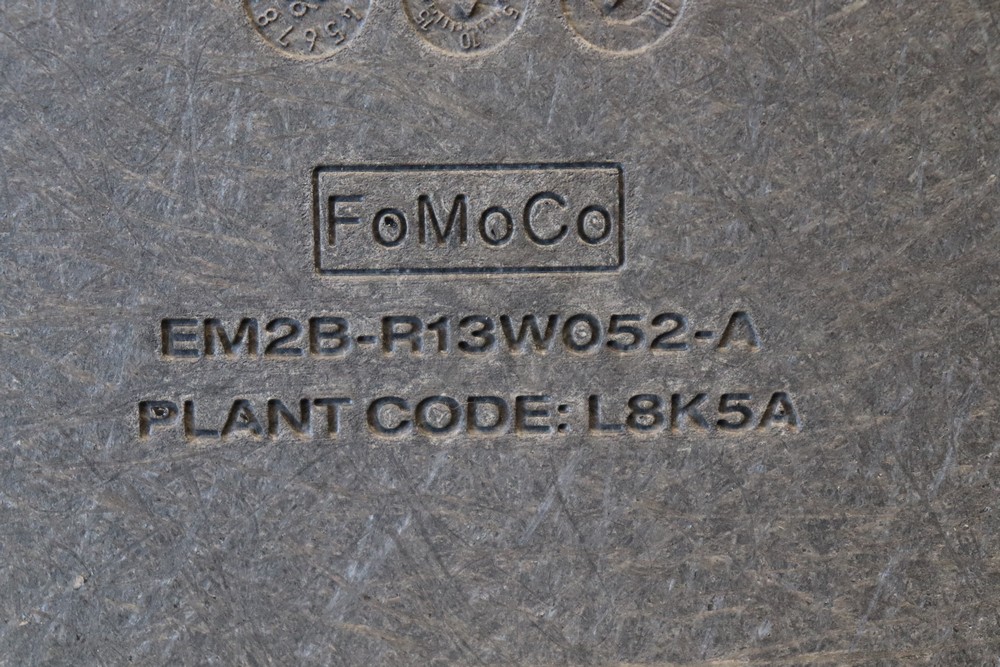 FoMoCo
EM2B-R13W052-A
PLANT CODE: L8K5A